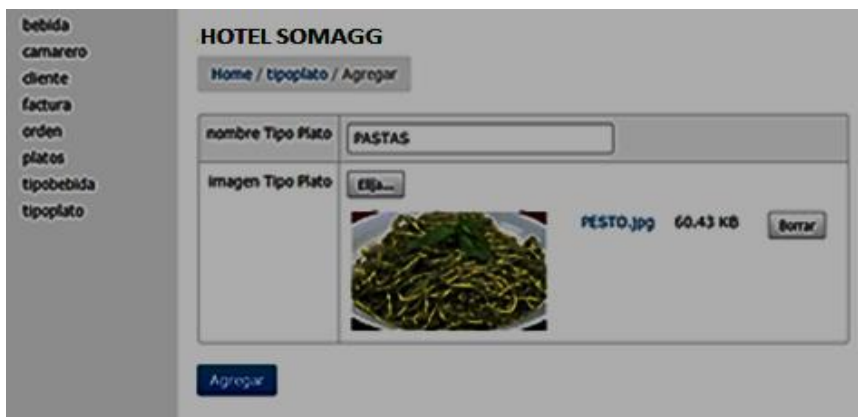 bebida
camarero
cliente
factura
orden
platos
tipobebida
tipoplato
HOTEL SOMAGG
Home / tipoplato / Agregar
nombre Tipo Plato
PASTAS
imagen Tipo Plato
Elija...
PESTO.jpg 60.43 KB Borrar
Agregar